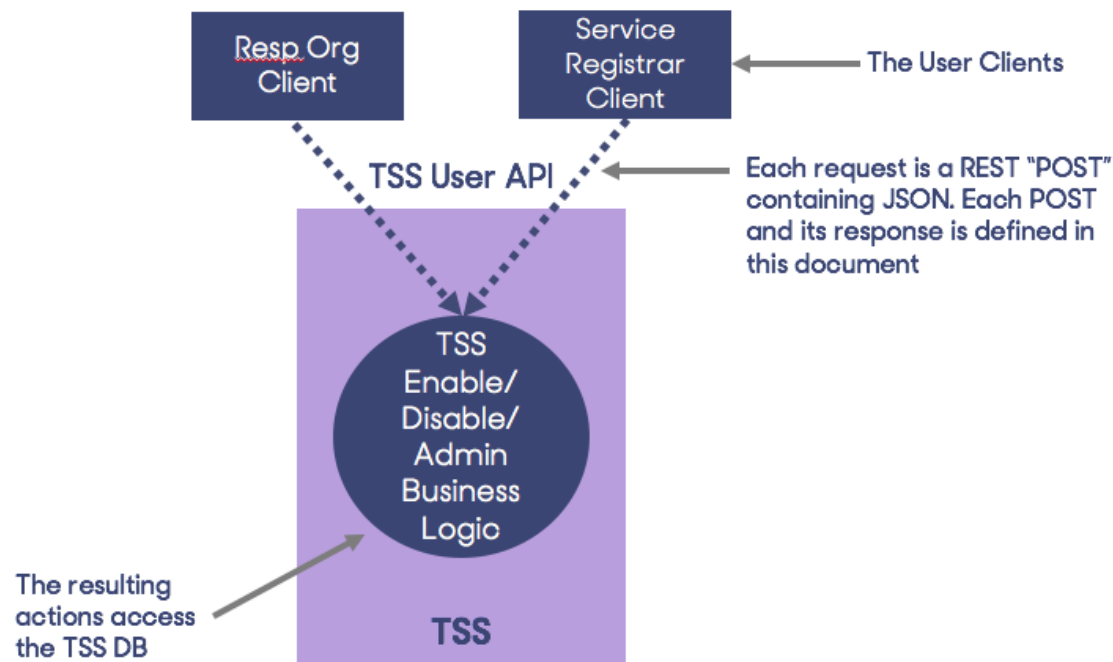 Resp Org
Client
Service
Registrar
Client
The User Clients
TSS User API
Each request is a REST “POST”
containing JSON. Each POST
and its response is defined in
this document
TSS
Enable/
Disable/
Admin
Business
Logic
The resulting
actions access
the TSS DB
TSS